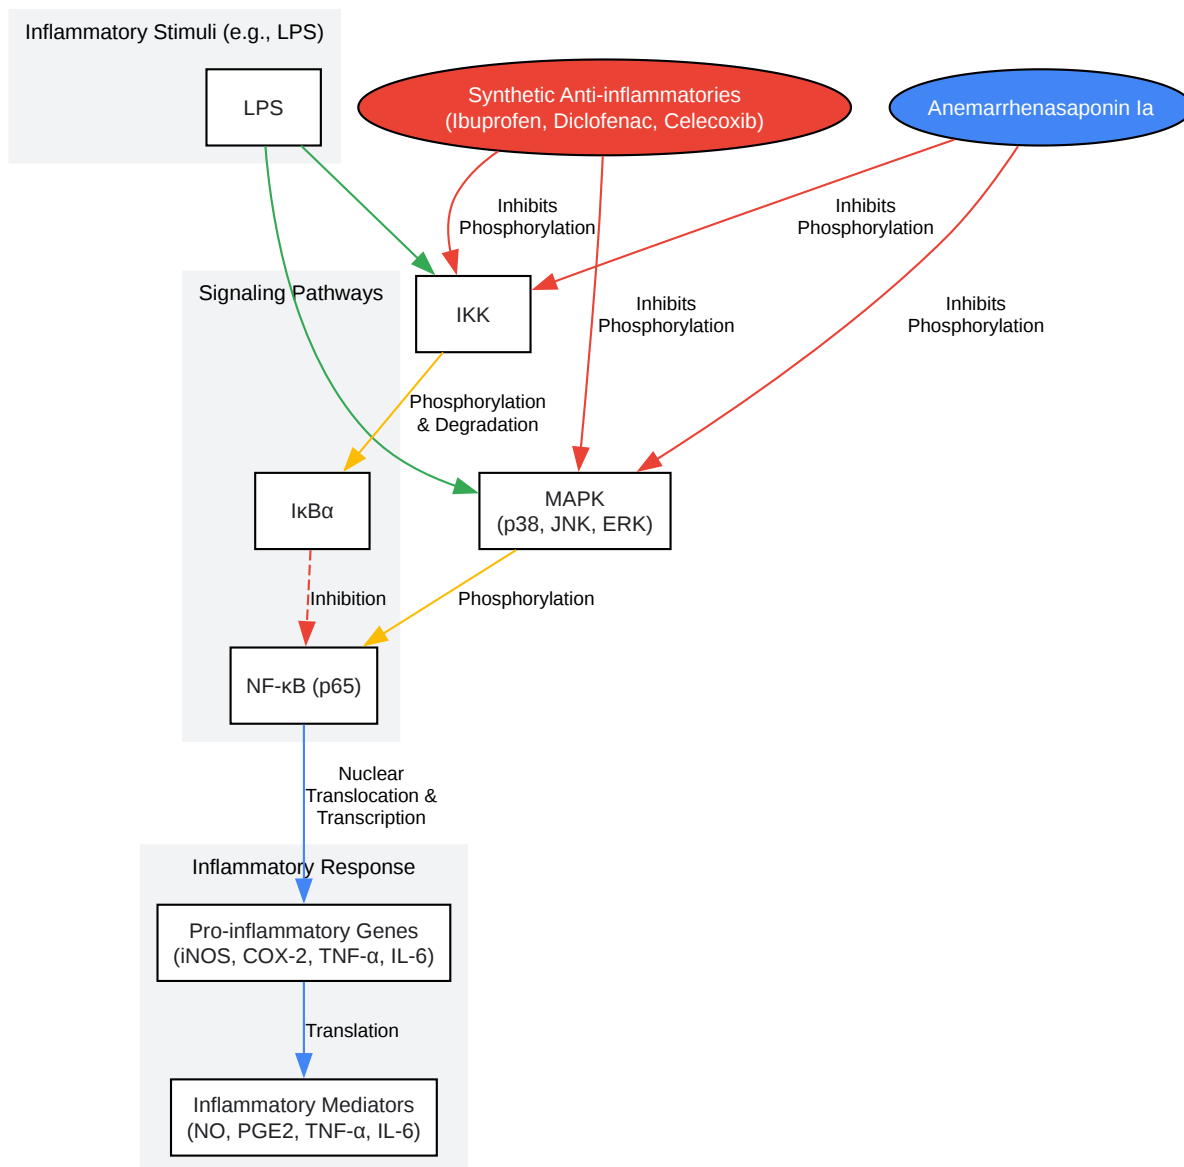 Inflammatory Stimuli (e.g., LPS)
LPS
Synthetic Anti-inflammatories
(Ibuprofen, Diclofenac, Celecoxib)
Anemarrhenasaponin Ia
Inhibits
Phosphorylation
Inhibits
Phosphorylation
Signaling Pathways
IKK
Inhibits
Phosphorylation
Inhibits
Phosphorylation
Phosphorylation
& Degradation
IκBα
MAPK
(p38, JNK, ERK)
Inhibition
Phosphorylation
NF-κB (p65)
Nuclear
Translocation &
Transcription
Inflammatory Response
Pro-inflammatory Genes
(iNOS, COX-2, TNF-α, IL-6)
Translation
Inflammatory Mediators
(NO, PGE2, TNF-α, IL-6)